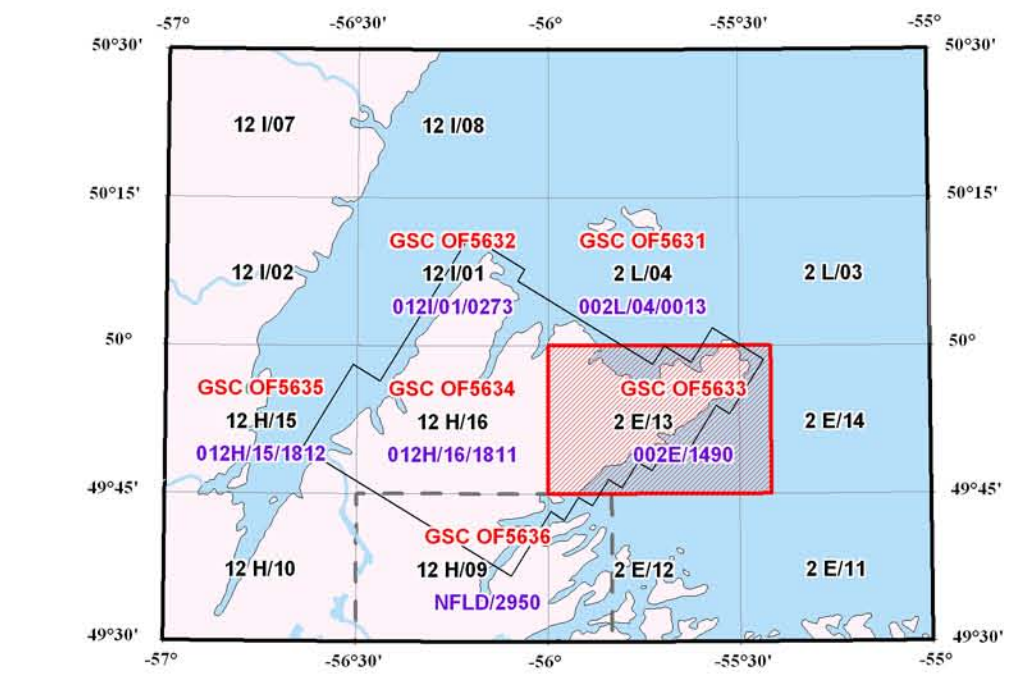 -57° -56°30' -56° -55°30' -55°
50°30' 50°30'
12 I/07 12 I/08
50°15' 50°15'
GSC OF5632 GSC OF5631
12 I/02 12 I/01 2 L/04 2 L/03
012I/01/0273 002L/04/0013
50° 50°
GSC OF5635 GSC OF5634 GSC OF5633
12 H/15 12 H/16 2 E/13 2 E/14
012H/15/1812 012H/16/1811 002E/1490
49°45' 49°45'
GSC OF5636
12 H/10 12 H/09 2 E/12 2 E/11
NFLD/2950
49°30' 49°30'
-57° -56°30' -56° -55°30' -55°